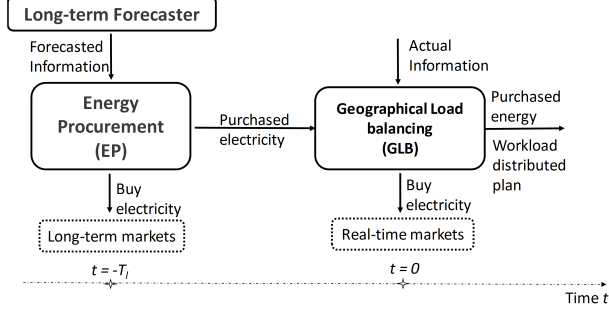 Long-term Forecaster
Forecasted
Information
Actual
Information
Energy
Procurement
(EP)
Purchased
electricity
Geographical Load
balancing
(GLB)
Purchased
energy
Workload
distributed
plan
Buy
electricity
Buy
electricity
Long-term markets
Real-time markets
t = -Tl
t = 0
Time t